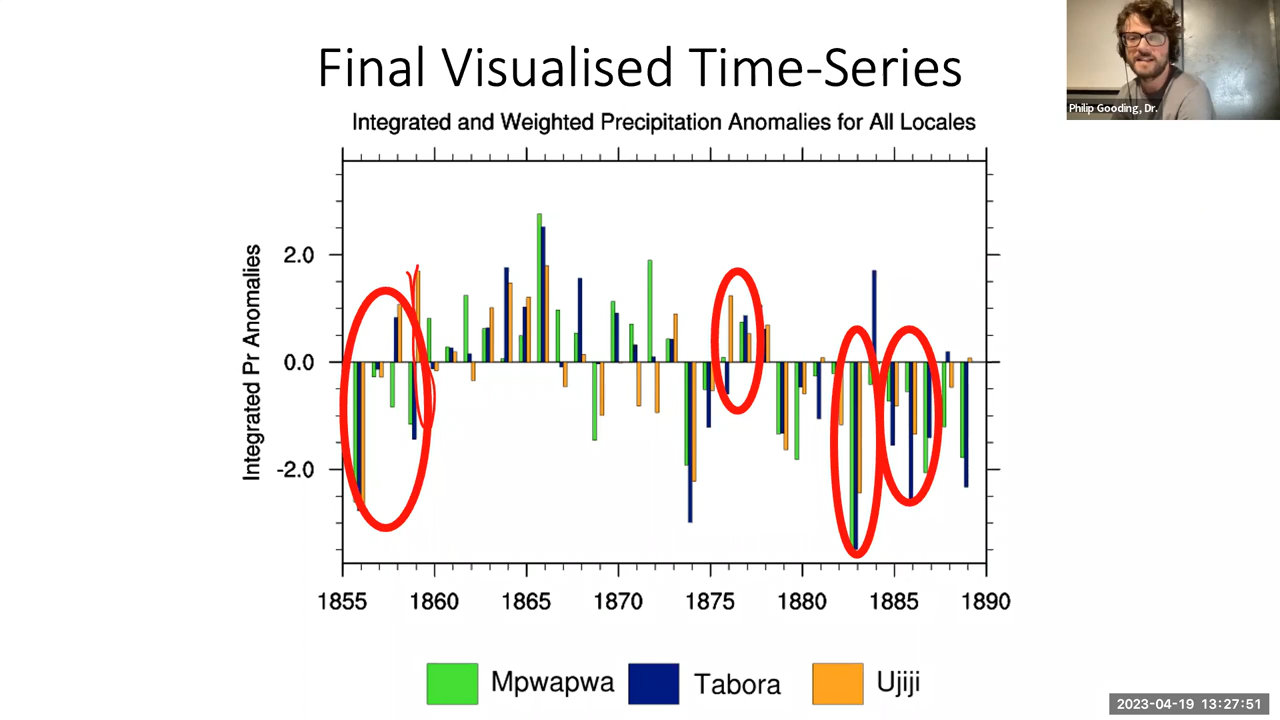 Final Visualised Time-Series
Philip Gooding, Dr.
Integrated and Weighted Precipitation Anomalies for All Locales
Integrated Pr Anomalies
2.0
0.0
-2.0
1855 1860 1865 1870 1875 1880 1885 1890
Mpwapwa Tabora Ujiji
2023-04-19 13:27:51